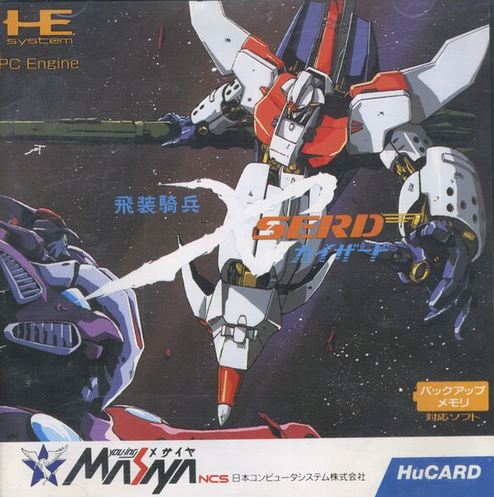 HE
system
PC Engine
飛装騎兵
SERD
カイザード
バックアップ
メモリ
対応ソフト
you-ing メサイヤ
MASAYA
NCS 日本コンピュータシステム株式会社
HuCARD